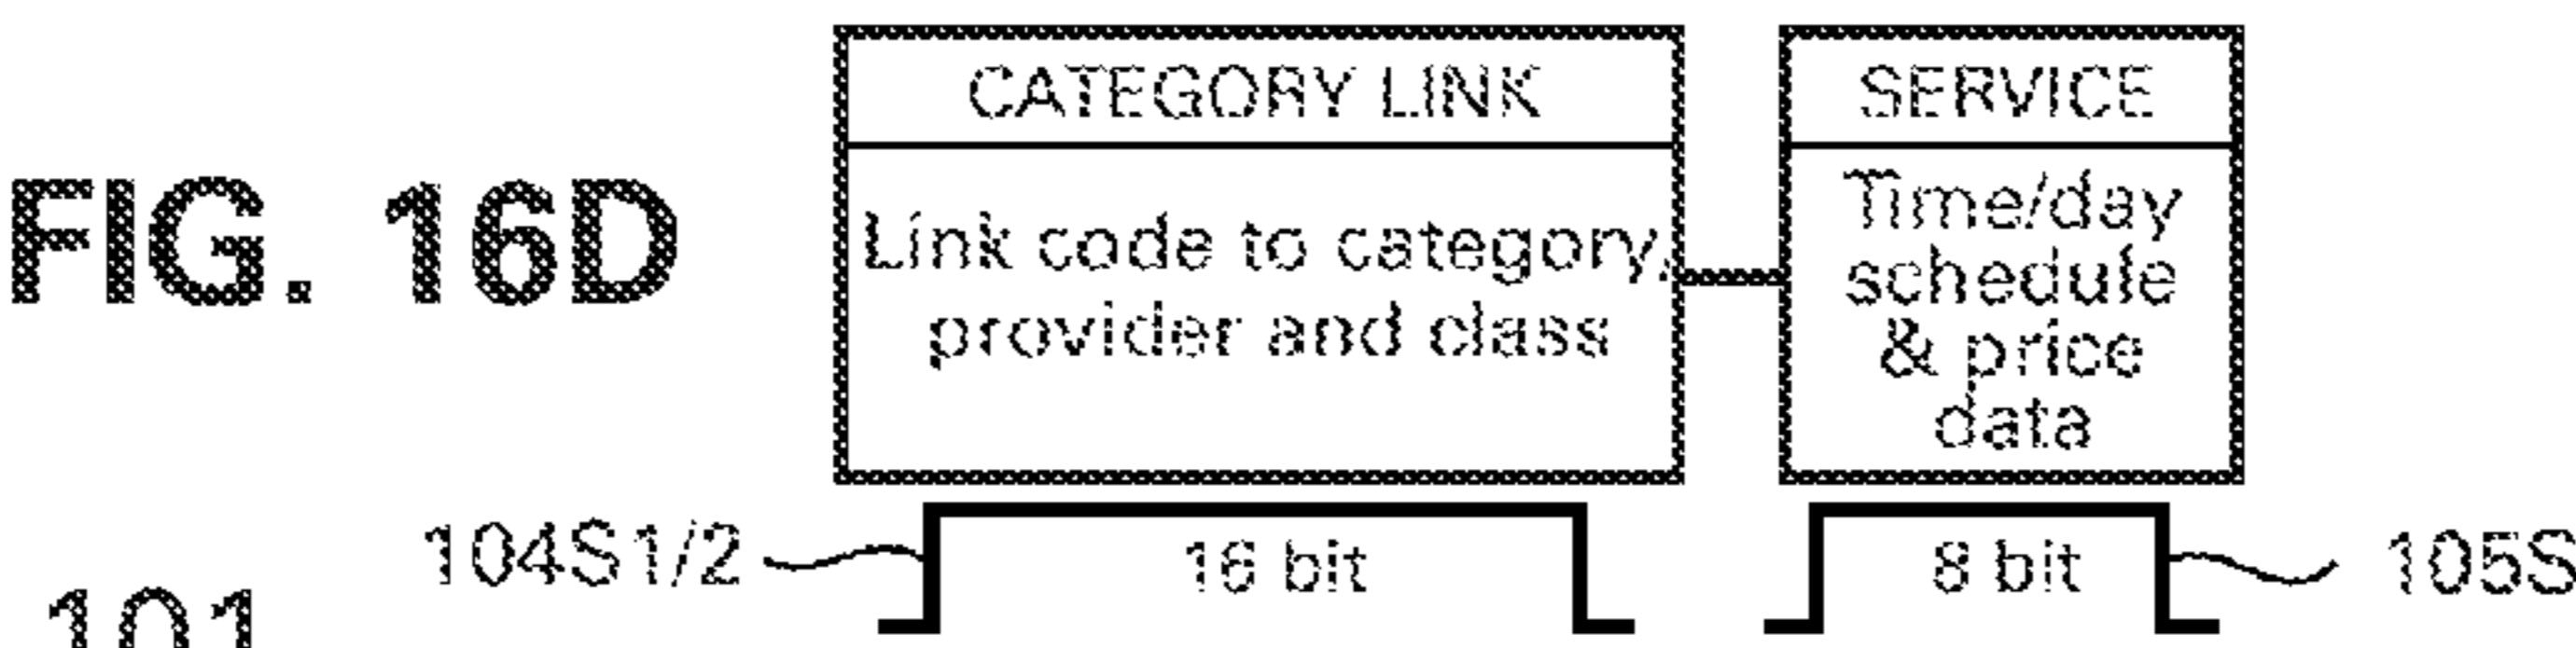 FIG. 16D
CATEGORY LINK
Link code to category,
provider and class
SERVICE
Time/day
schedule
& price
data
104S1/2
16 bit
8 bit
105S
101